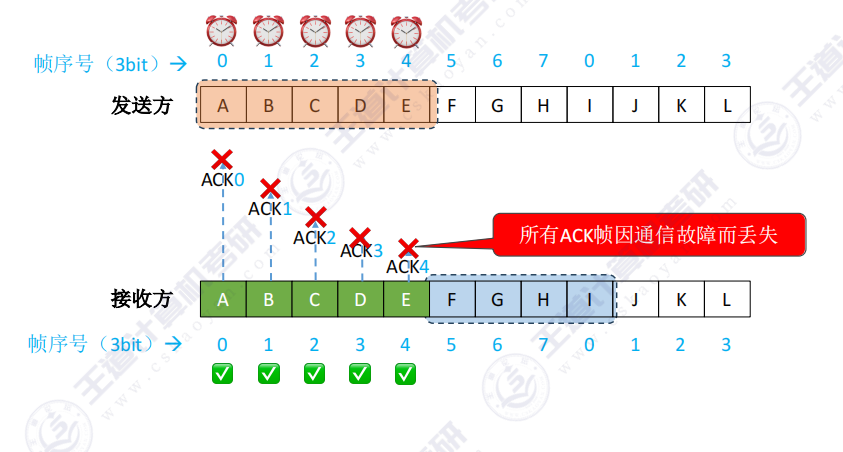 帧序号（3bit）→ 0 1 2 3 4 5 6 7 0 1 2 3
发送方 A B C D E F G H I J K L
ACK0
ACK1
ACK2
ACK3
ACK4
所有ACK帧因通信故障而丢失
接收方 A B C D E F G H I J K L
帧序号（3bit）→ 0 1 2 3 4 5 6 7 0 1 2 3
王道计算机考研